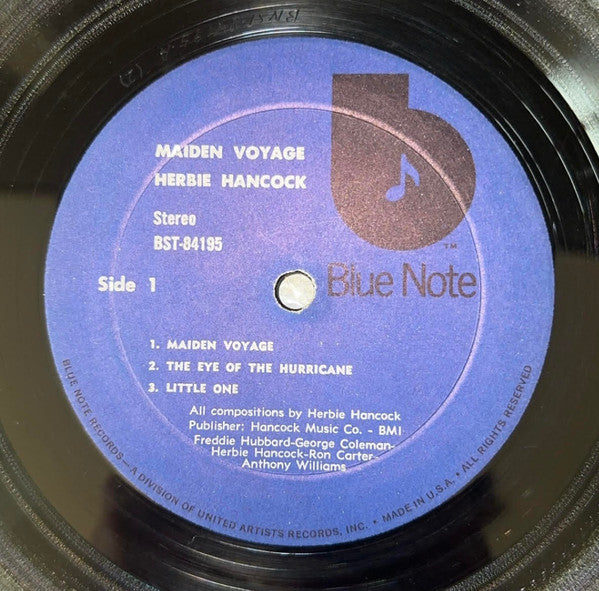 MAIDEN VOYAGE
HERBIE HANCOCK
Stereo
BST-84195
Side 1
TM
Blue Note
1. MAIDEN VOYAGE
2. THE EYE OF THE HURRICANE
3. LITTLE ONE
All compositions by Herbie Hancock
Publisher: Hancock Music Co. - BMI
Freddie Hubbard-George Coleman-
Herbie Hancock-Ron Carter-
Anthony Williams
BLUE NOTE RECORDS—A DIVISION OF UNITED ARTISTS RECORDS, INC. • MADE IN U.S.A. • ALL RIGHTS RESERVED